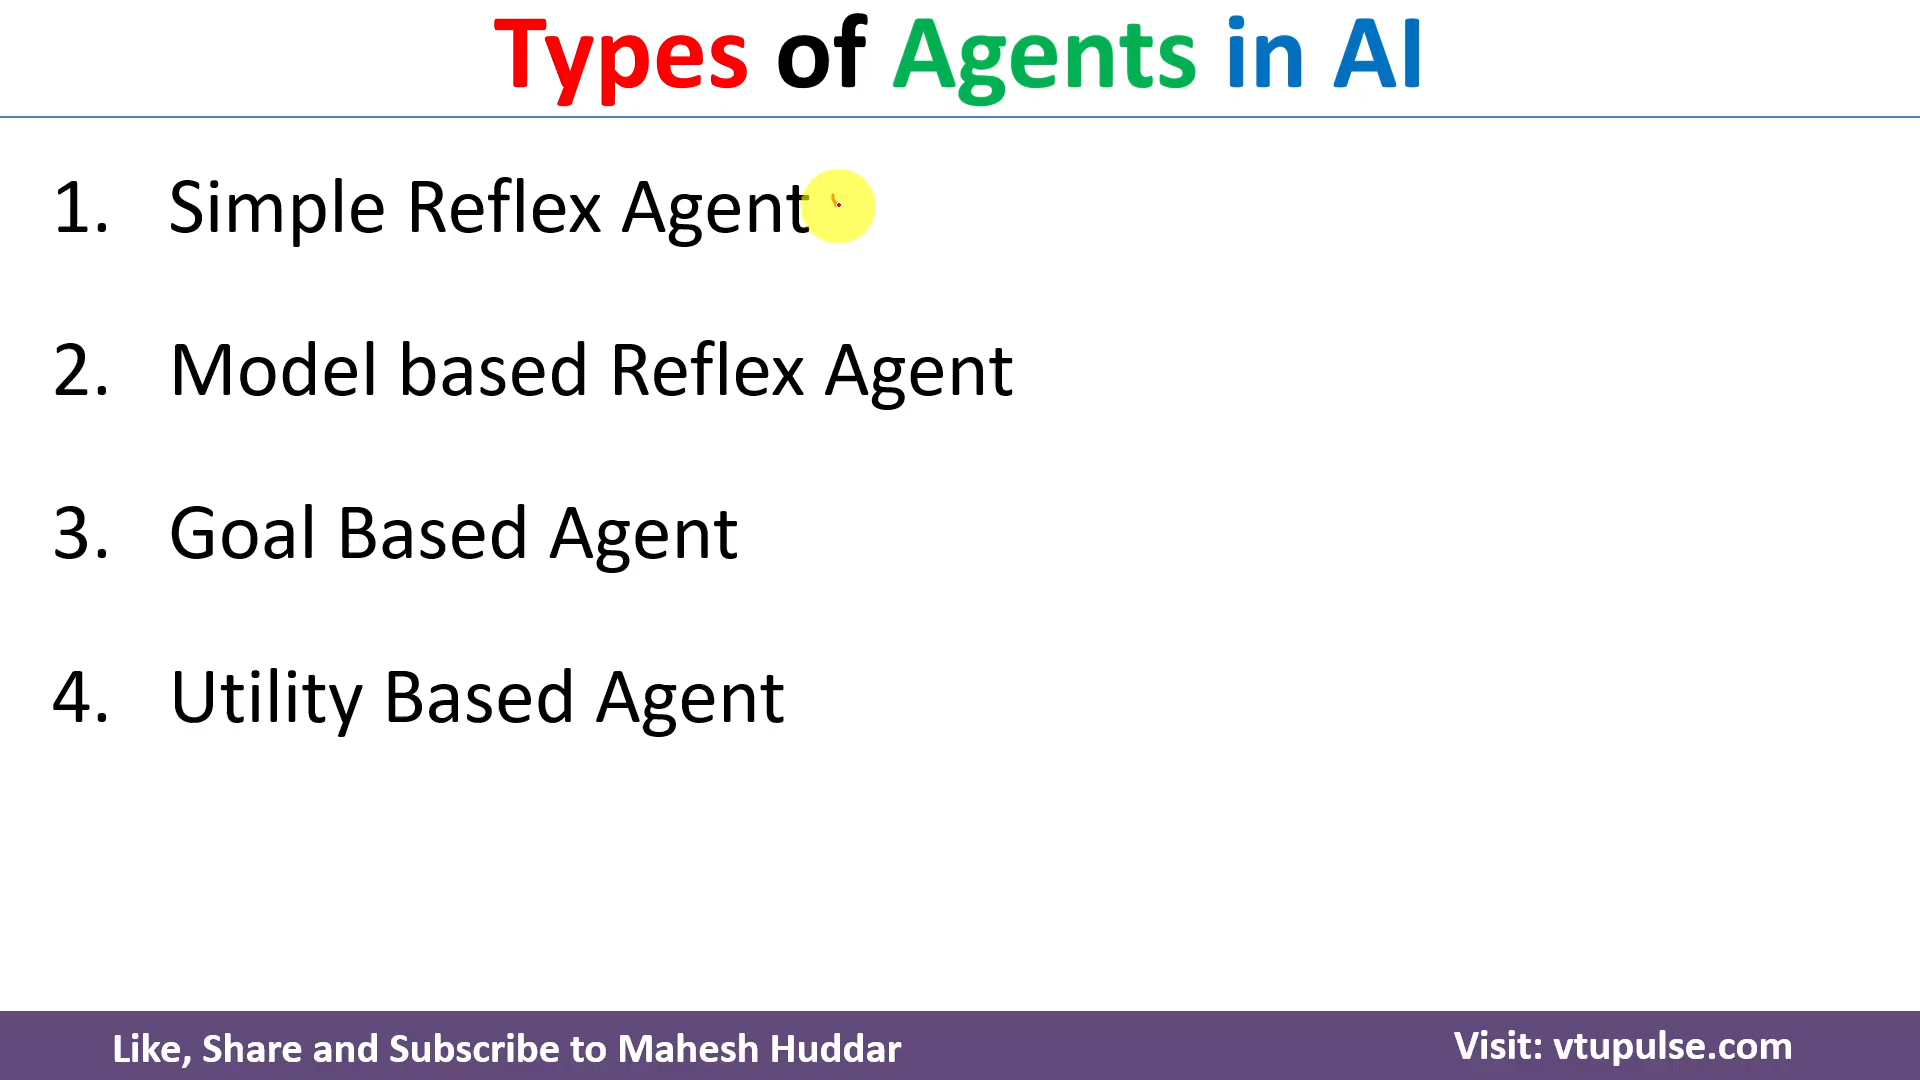 Types of Agents in AI
1. Simple Reflex Agent
2. Model based Reflex Agent
3. Goal Based Agent
4. Utility Based Agent
Like, Share and Subscribe to Mahesh Huddar
Visit: vtupulse.com